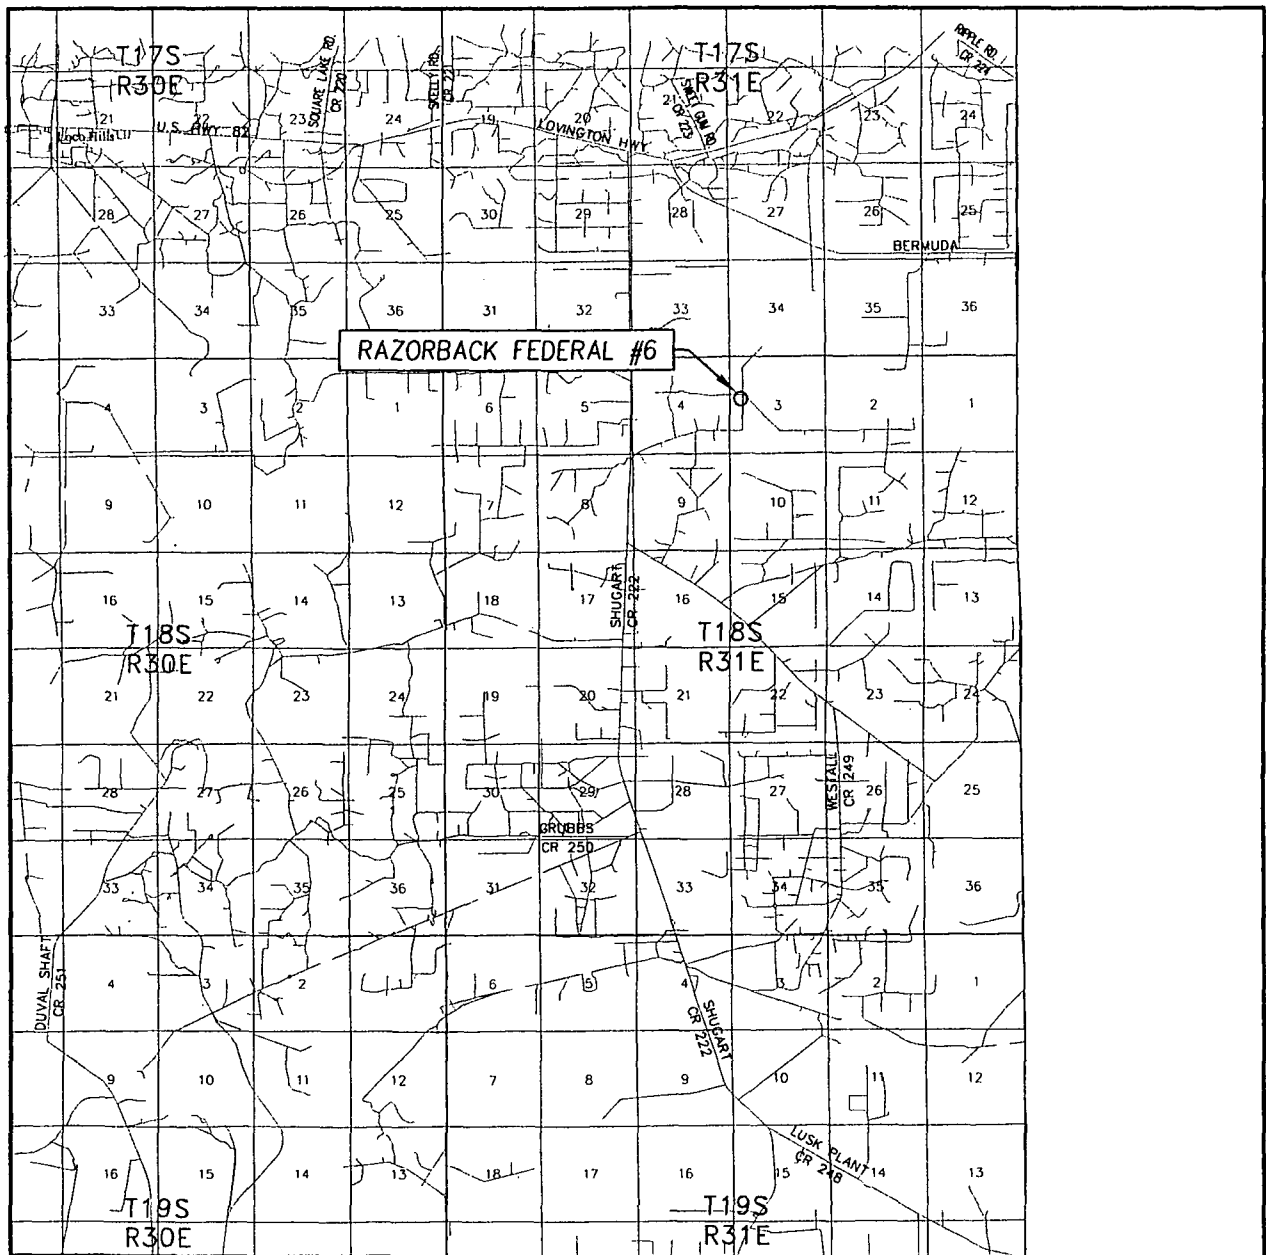 T17S
R30E
T17S
R31E
RIPPLE RD.
CR 224
SQUARE LAKE RD.
CR 220
SKELLY RD.
CR 221
21 22 23 24 19 20 21 22 23 24
SWEET GUM RD.
CR 223
Loco Hills
U.S. HWY. 82
LOVINGTON HWY
28 27 26 25 30 29 28 27 26 25
BERMUDA
33 34 35 36 31 32 33 34 35 36
RAZORBACK FEDERAL #6
4 3 2 1 6 5 4 3 2 1
9 10 11 12 7 8 9 10 11 12
SHUGART
CR 222
16 15 14 13 18 17 16 15 14 13
T18S
R30E
T18S
R31E
21 22 23 24 19 20 21 22 23 24
WESTALL
CR 249
28 27 26 25 30 29 28 27 26 25
GRUBBS
CR 250
33 34 35 36 31 32 33 34 35 36
DUVAL SHAFT
CR 251
4 3 2 1 6 5 4 3 2 1
SHUGART
CR 222
9 10 11 12 7 8 9 10 11 12
LUSK PLANT
CR 248
16 15 14 13 18 17 16 15 14 13
T19S
R30E
T19S
R31E